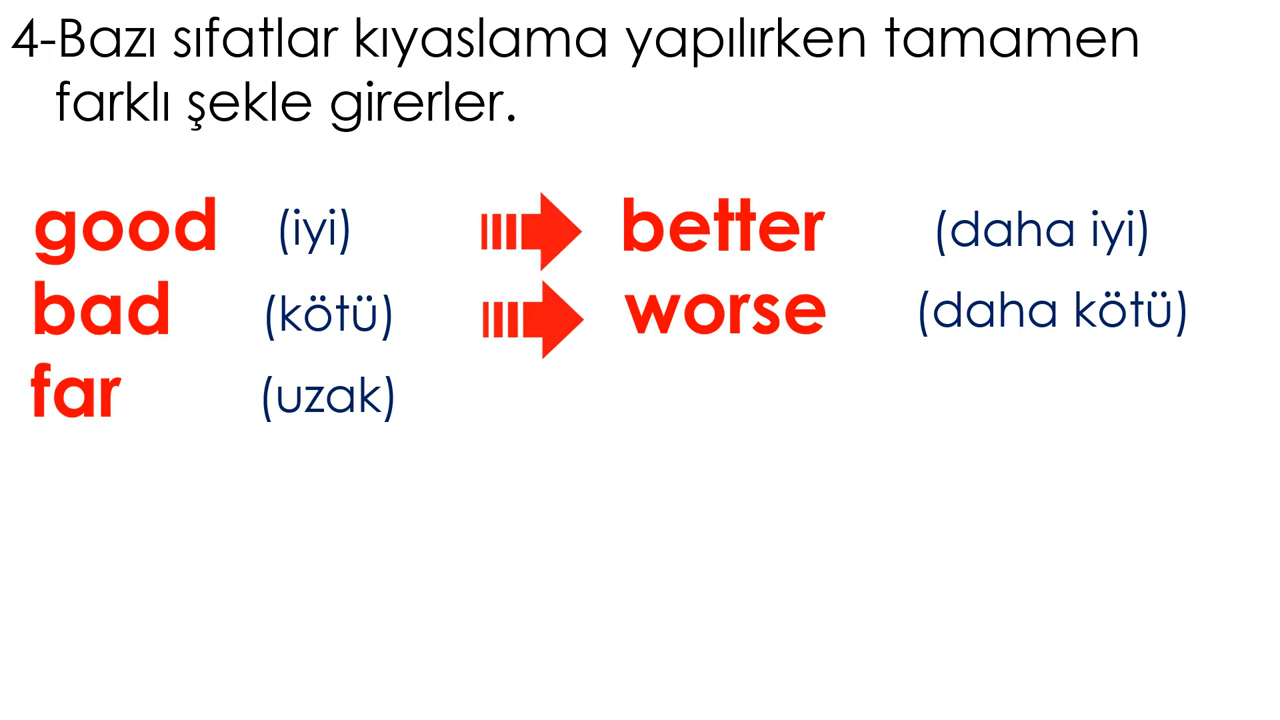 4-Bazı sıfatlar kıyaslama yapılırken tamamen
farklı şekle girerler.
good (iyi) better (daha iyi)
bad (kötü) worse (daha kötü)
far (uzak)